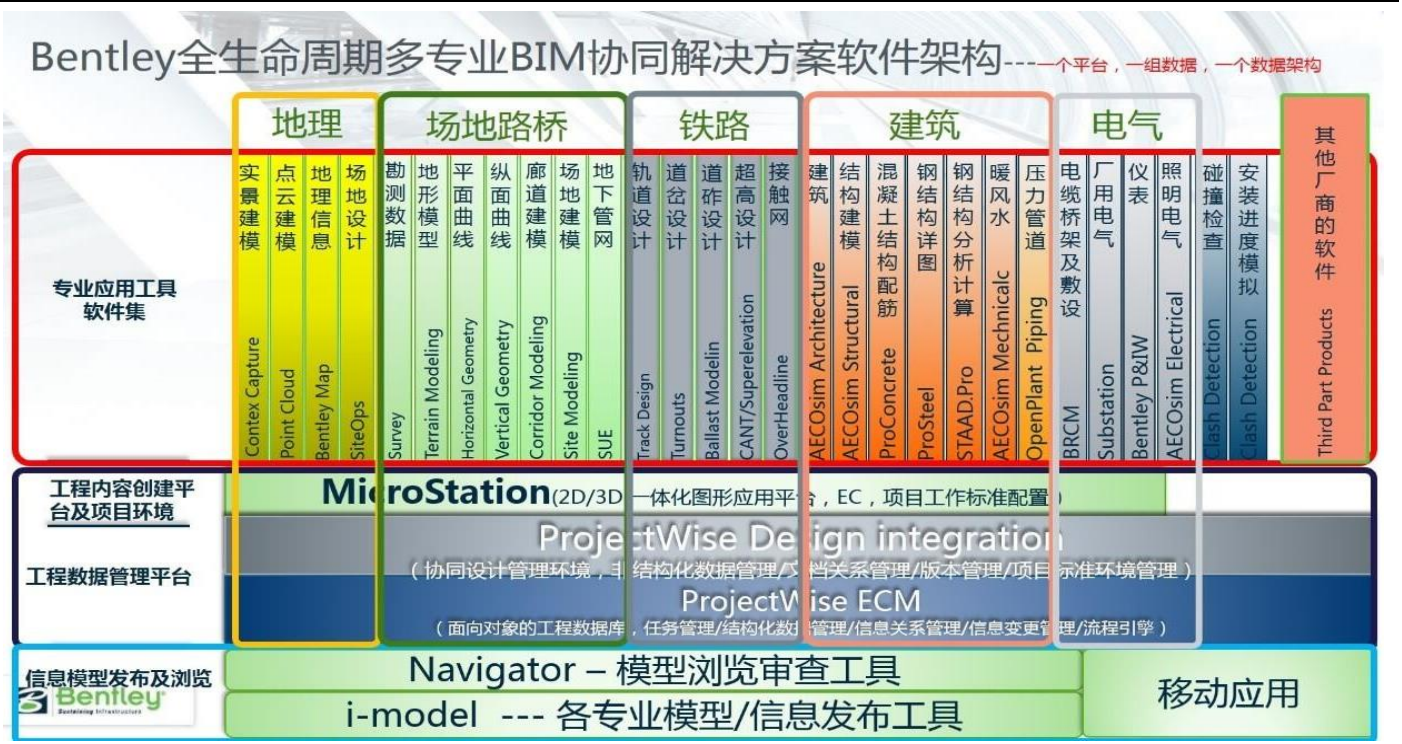 Bentley全生命周期多专业BIM协同解决方案软件架构---一个平台，一组数据，一个数据架构
地理
场地路桥
铁路
建筑
电气
专业应用工具
软件集
实景建模 Contex Capture
点云建模 Point Cloud
地理信息 Bentley Map
场地设计 SiteOps
勘测数据 Survey
地形模型 Terrain Modeling
平面曲线 Horizontal Geometry
纵面曲线 Vertical Geometry
廊道建模 Corridor Modeling
场地建模 Site Modeling
地下管网 SUE
轨道设计 Track Design
道岔设计 Turnouts
道砟设计 Ballast Modelin
超高设计 CANT/Superelevation
接触网 OverHeadline
建筑 AECOsim Architecture
结构建模 AECOsim Structural
混凝土结构配筋 ProConcrete
钢结构详图 ProSteel
钢结构分析计算 STAAD.Pro
暖风水 AECOsim Mechnicalc
压力管道 OpenPlant Piping
电缆桥架及敷设 BRCM
厂用电气 Substation
仪表 Bentley P&IW
照明电气 AECOsim Electrical
碰撞检查 Clash Detection
安装进度模拟 Clash Detection
其他厂商的软件 Third Part Products
工程内容创建平
台及项目环境
MicroStation(2D/3D一体化图形应用平台，EC，项目工作标准配置)
工程数据管理平台
ProjectWise Design integration
（协同设计管理环境，非结构化数据管理/文档关系管理/版本管理/项目标准环境管理）
ProjectWise ECM
（面向对象的工程数据库，任务管理/结构化数据管理/信息关系管理/信息变更管理/流程引擎）
信息模型发布及浏览
Bentley
Sustaining Infrastructure
Navigator – 模型浏览审查工具
i-model --- 各专业模型/信息发布工具
移动应用